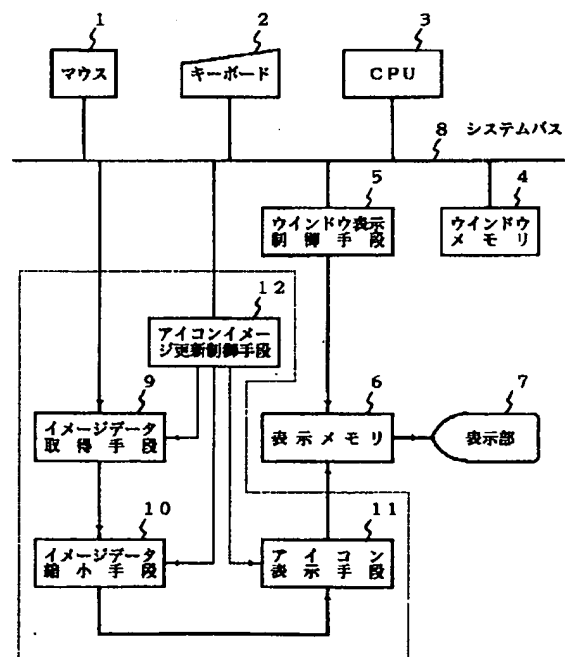 1
2
3
マウス
キーボード
CPU
8 システムバス
5
4
ウインドウ表示
制御手段
ウインドウ
メモリ
12
アイコンイメー
ジ更新制御手段
9
6
7
イメージデータ
取得手段
表示メモリ
表示部
10
11
イメージデータ
縮小手段
アイコン
表示手段